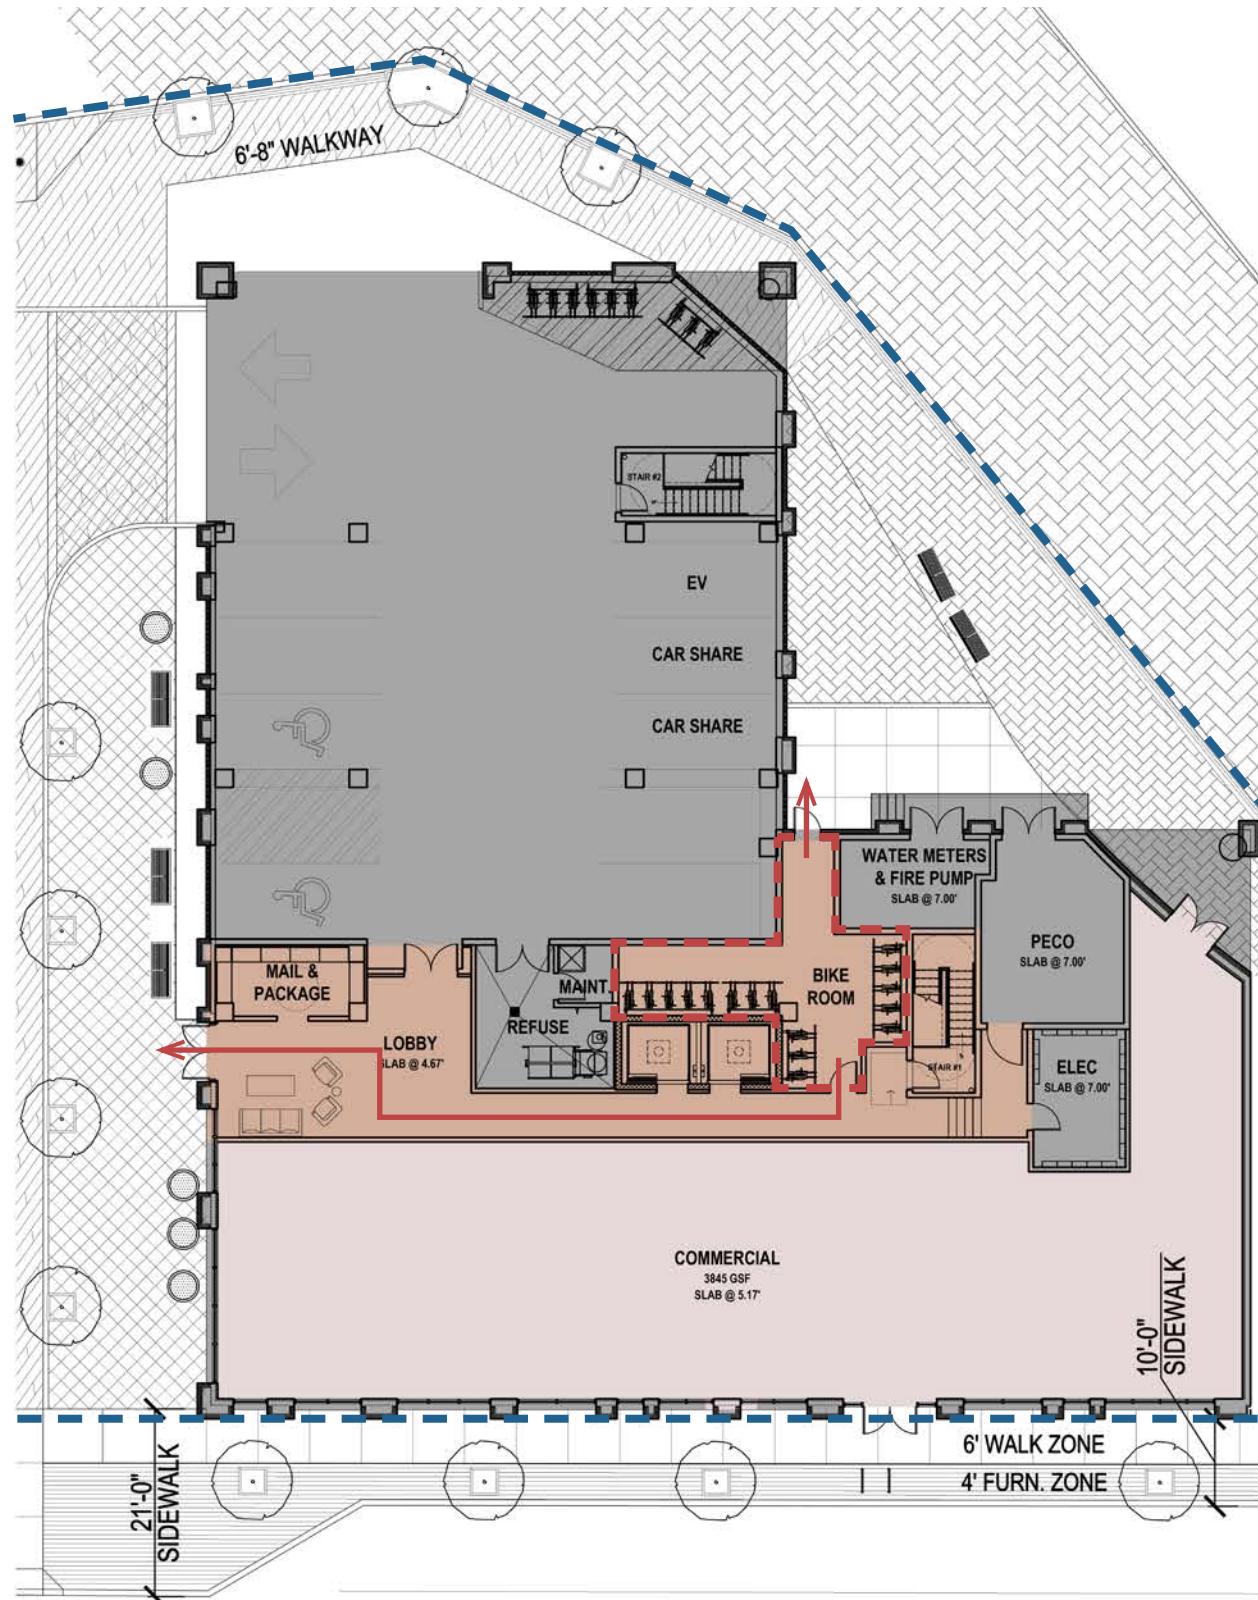 6'-8" WALKWAY
STAIR #2
EV
CAR SHARE
CAR SHARE
WATER METERS
& FIRE PUMP
SLAB @ 7.00'
PECO
SLAB @ 7.00'
MAIL &
PACKAGE
MAINT.
BIKE
ROOM
REFUSE
LOBBY
SLAB @ 4.67'
STAIR #1
ELEC
SLAB @ 7.00'
COMMERCIAL
3845 GSF
SLAB @ 5.17'
10'-0"
SIDEWALK
6' WALK ZONE
4' FURN. ZONE
21'-0"
SIDEWALK